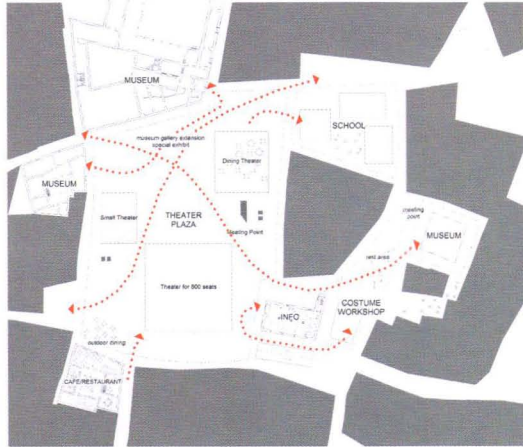 MUSEUM
museum gallery extension
special exhibit
SCHOOL
Dining Theater
MUSEUM
Small Theater
THEATER
PLAZA
Meeting Point
meeting
point
MUSEUM
rest area
Theater for 800 seats
INFO
COSTUME
WORKSHOP
outdoor dining
CAFE/RESTAURANT